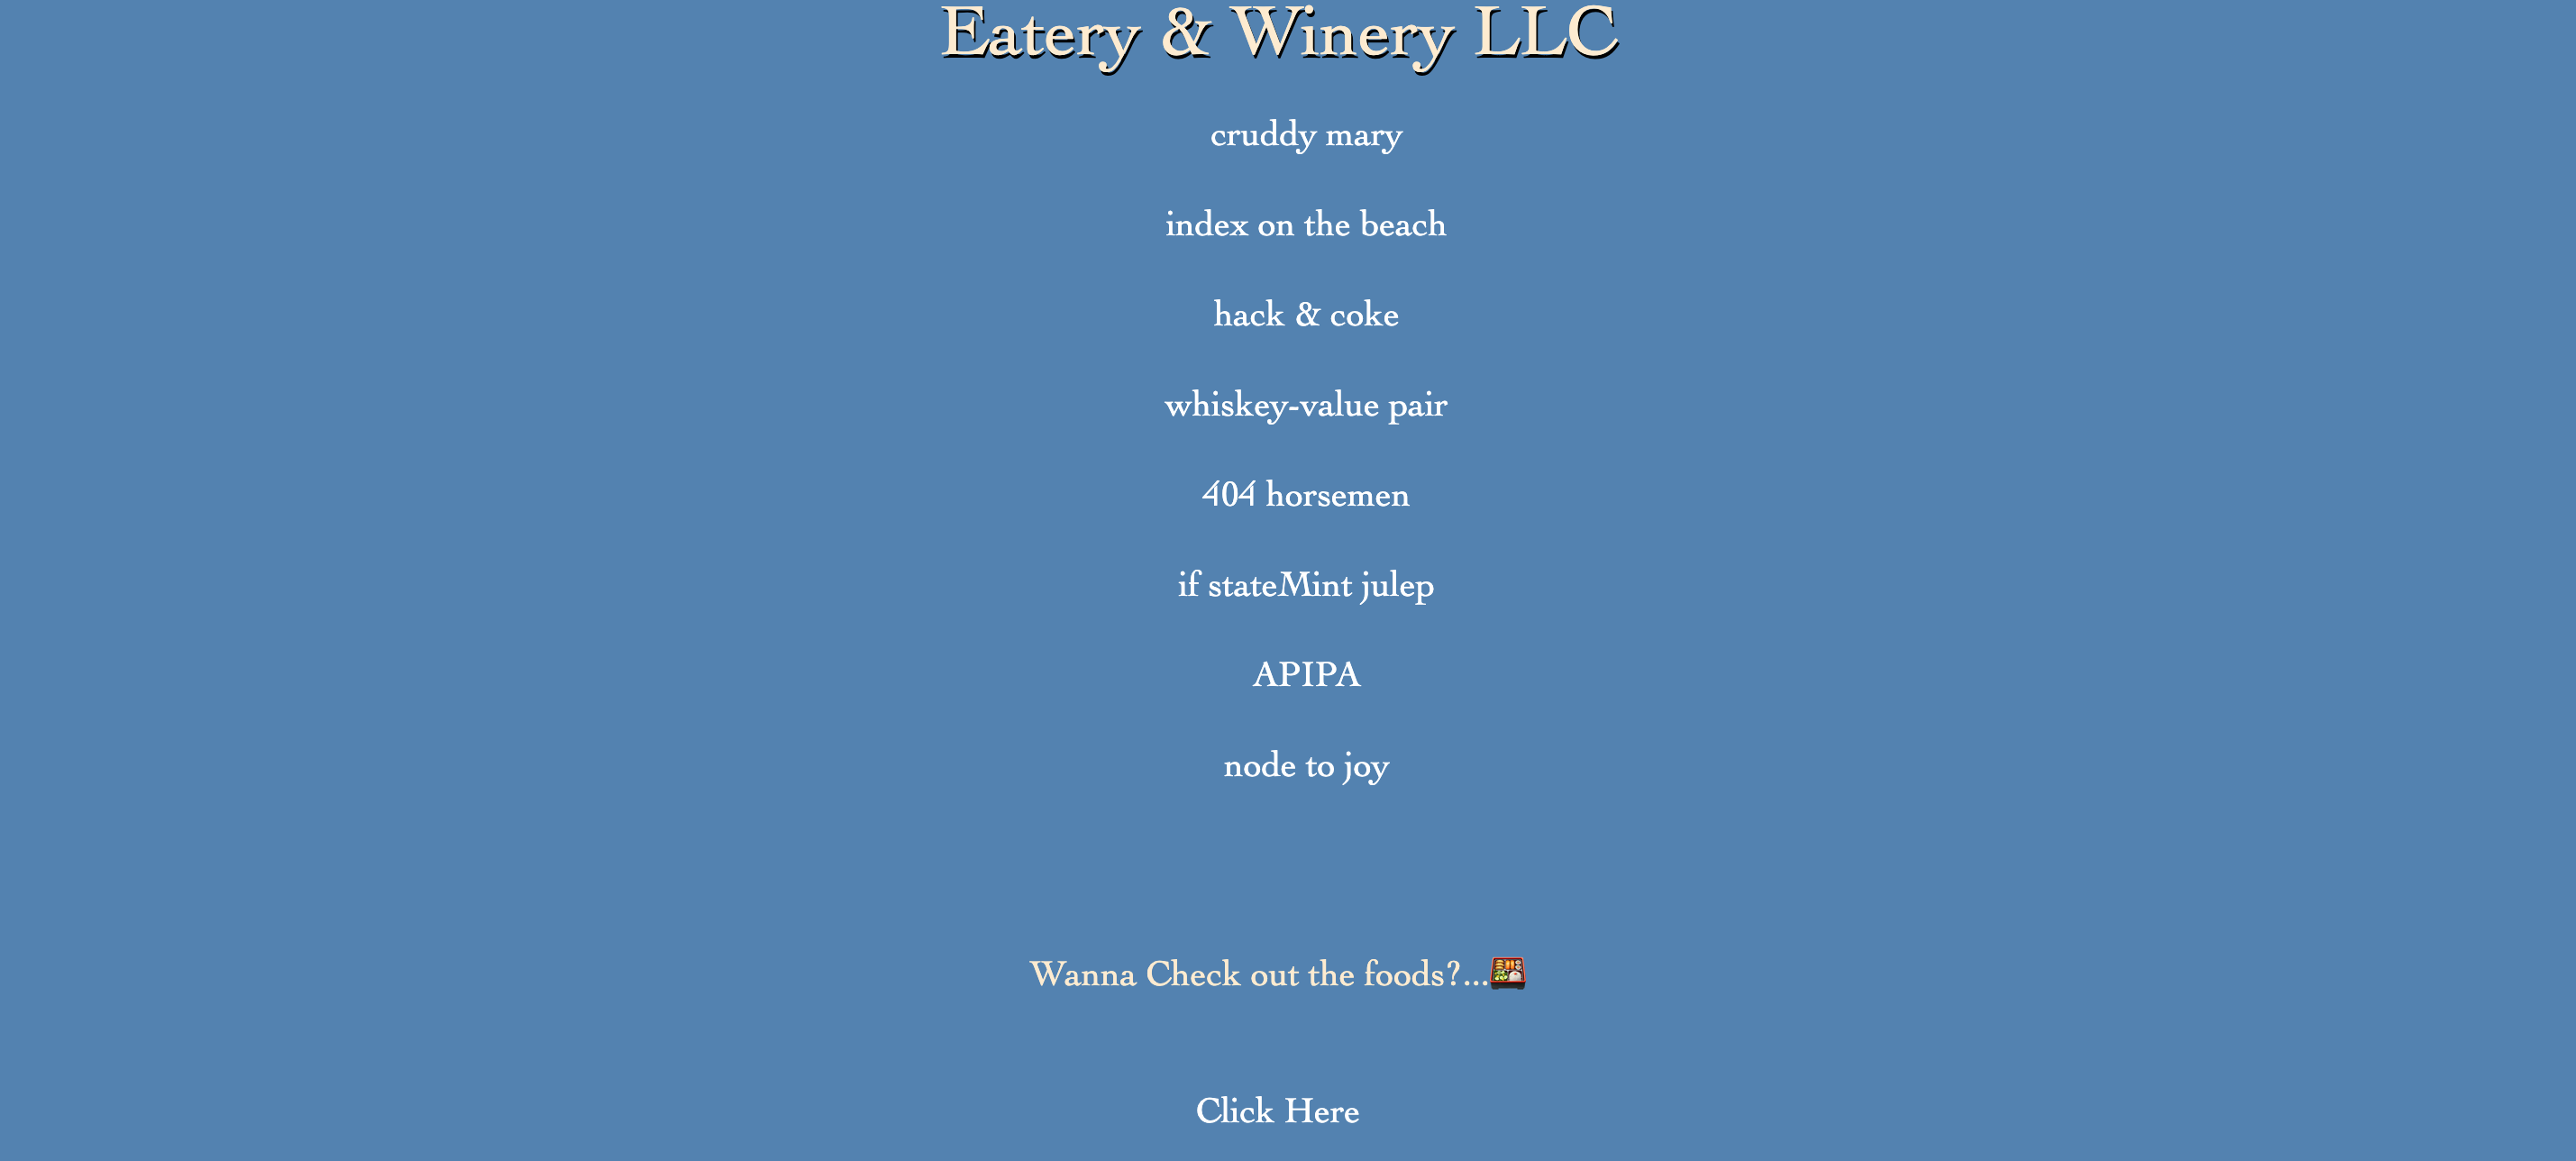 Eatery & Winery LLC
cruddy mary
index on the beach
hack & coke
whiskey-value pair
404 horsemen
if stateMint julep
APIPA
node to joy
Wanna Check out the foods?...🍱
Click Here